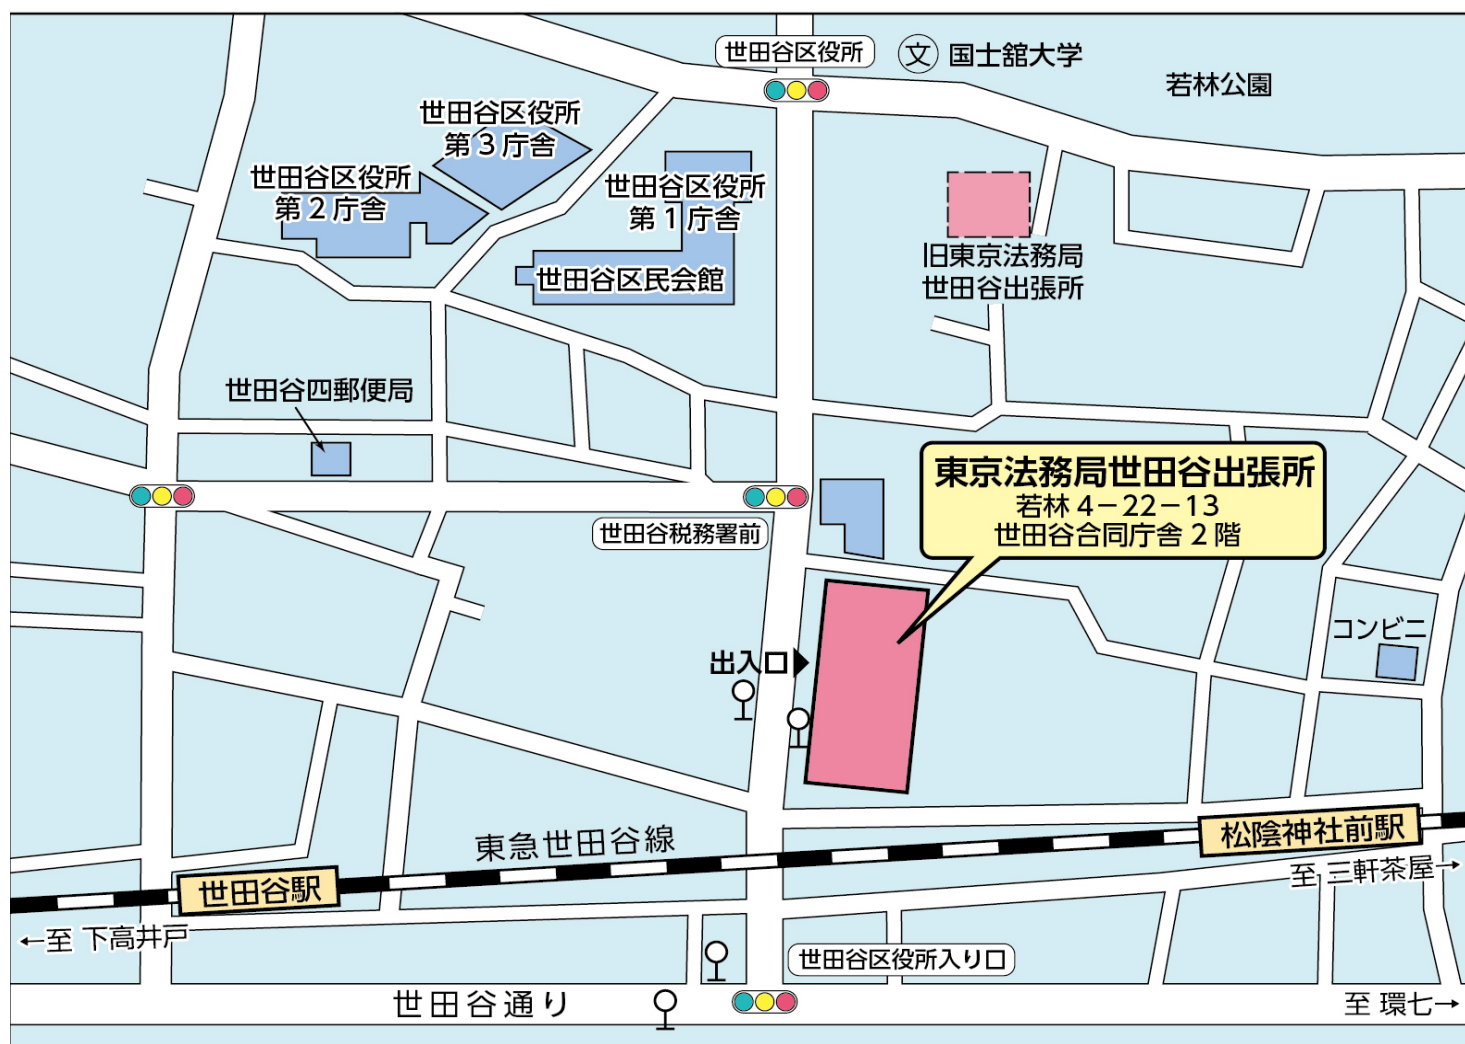 世田谷区役所
文 国士舘大学
若林公園
世田谷区役所
第３庁舎
世田谷区役所
第２庁舎
世田谷区役所
第１庁舎
世田谷区民会館
旧東京法務局
世田谷出張所
世田谷四郵便局
東京法務局世田谷出張所
若林４−２２−１３
世田谷合同庁舎２階
世田谷税務署前
コンビニ
出入口▶
東急世田谷線
松陰神社前駅
至 三軒茶屋→
世田谷駅
←至 下高井戸
世田谷区役所入り口
世田谷通り
至 環七→